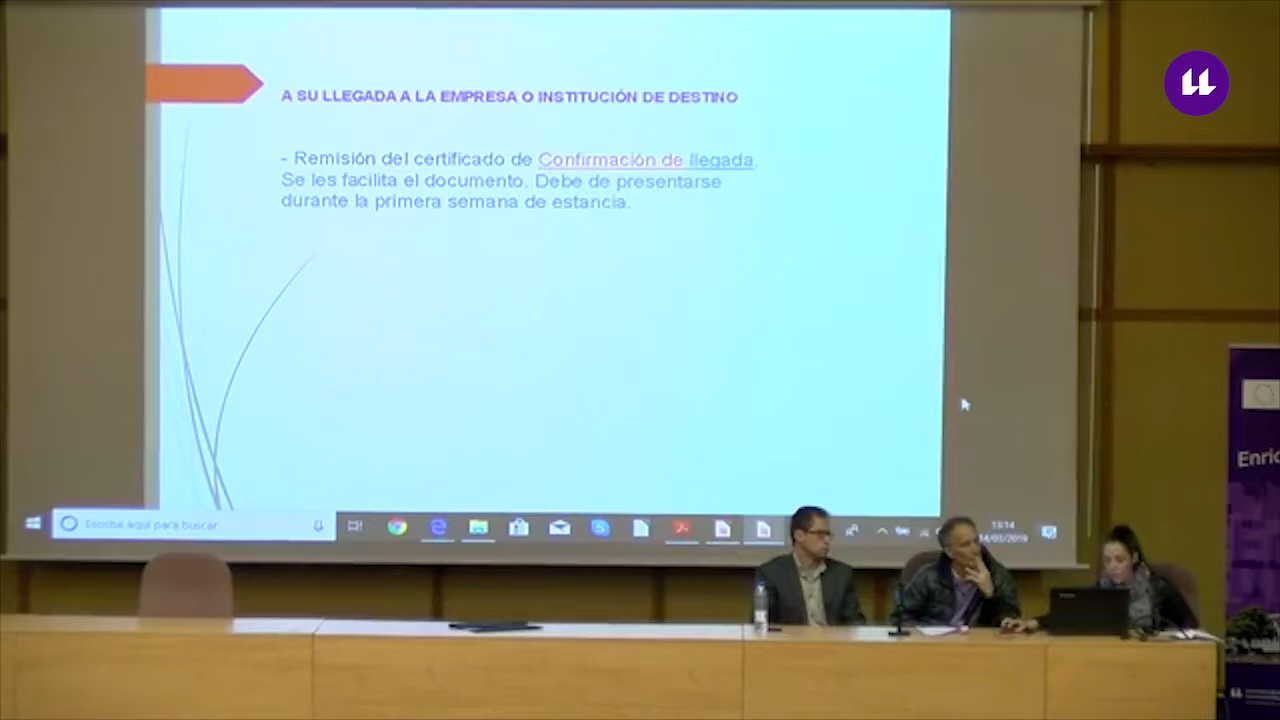 A SU LLEGADA A LA EMPRESA O INSTITUCIÓN DE DESTINO
- Remisión del certificado de Confirmación de llegada.
Se les facilita el documento. Debe de presentarse
durante la primera semana de estancia.
Escribe aquí para buscar
13:14
14/03/2019
Enric